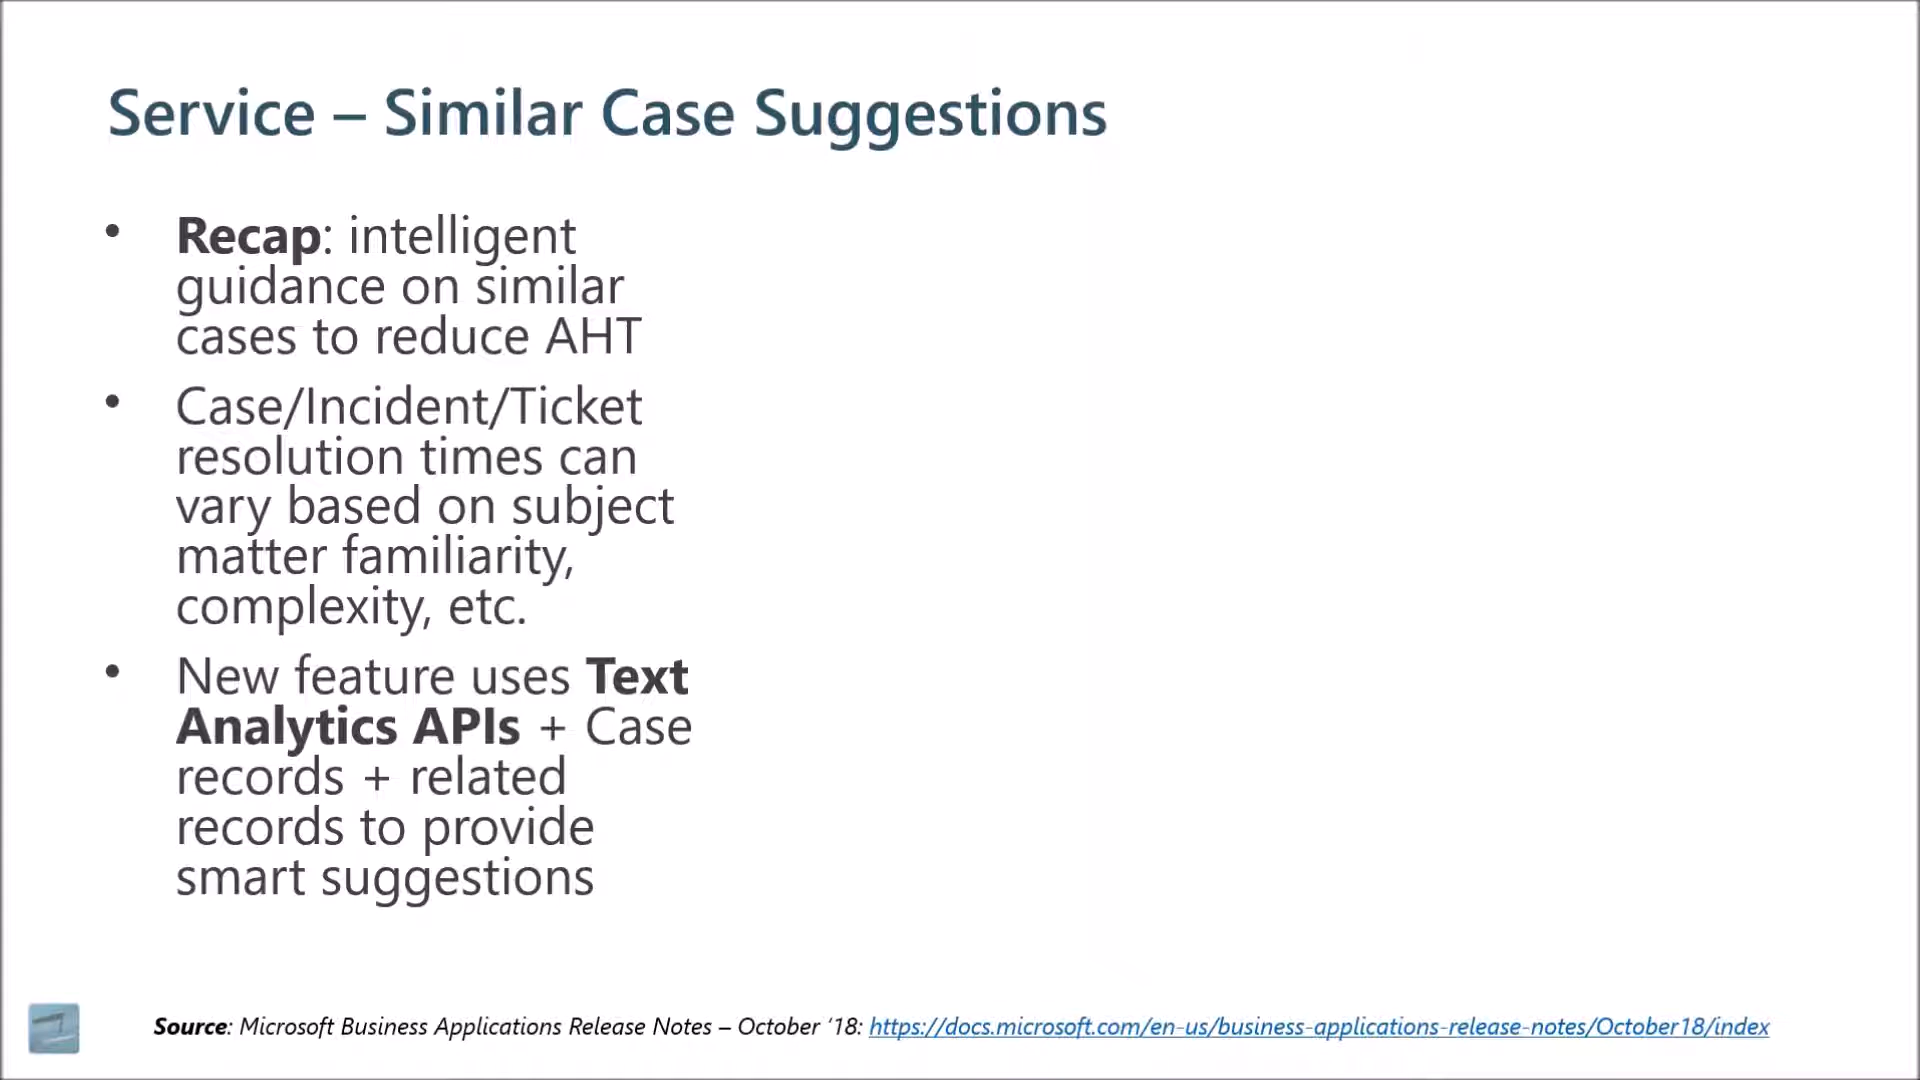 Service – Similar Case Suggestions
• Recap: intelligent
guidance on similar
cases to reduce AHT
• Case/Incident/Ticket
resolution times can
vary based on subject
matter familiarity,
complexity, etc.
• New feature uses Text
Analytics APIs + Case
records + related
records to provide
smart suggestions
Source: Microsoft Business Applications Release Notes – October ‘18: https://docs.microsoft.com/en-us/business-applications-release-notes/October18/index